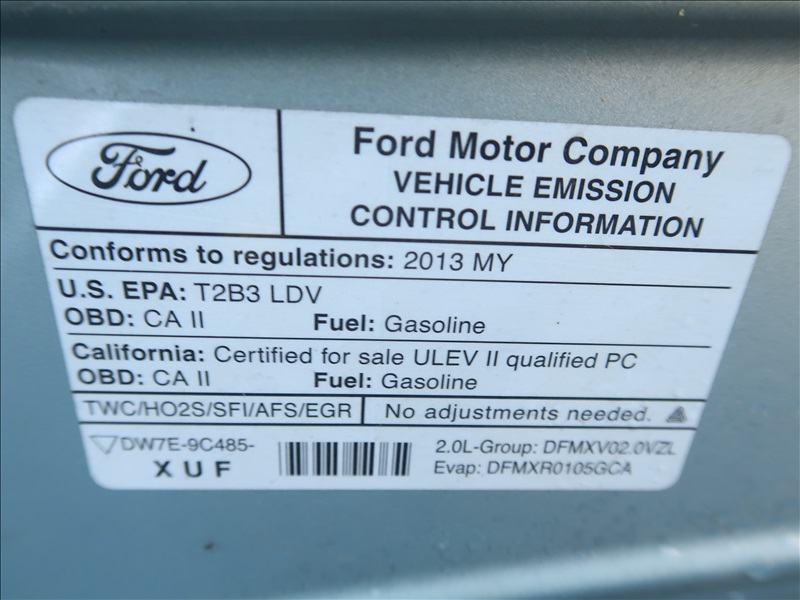 Ford
Ford Motor Company
VEHICLE EMISSION
CONTROL INFORMATION
Conforms to regulations: 2013 MY
U.S. EPA: T2B3 LDV
OBD: CA II Fuel: Gasoline
California: Certified for sale ULEV II qualified PC
OBD: CA II Fuel: Gasoline
TWC/HO2S/SFI/AFS/EGR No adjustments needed.
DW7E-9C485-
XUF
2.0L-Group: DFMXV02.0VZL
Evap: DFMXR0105GCA